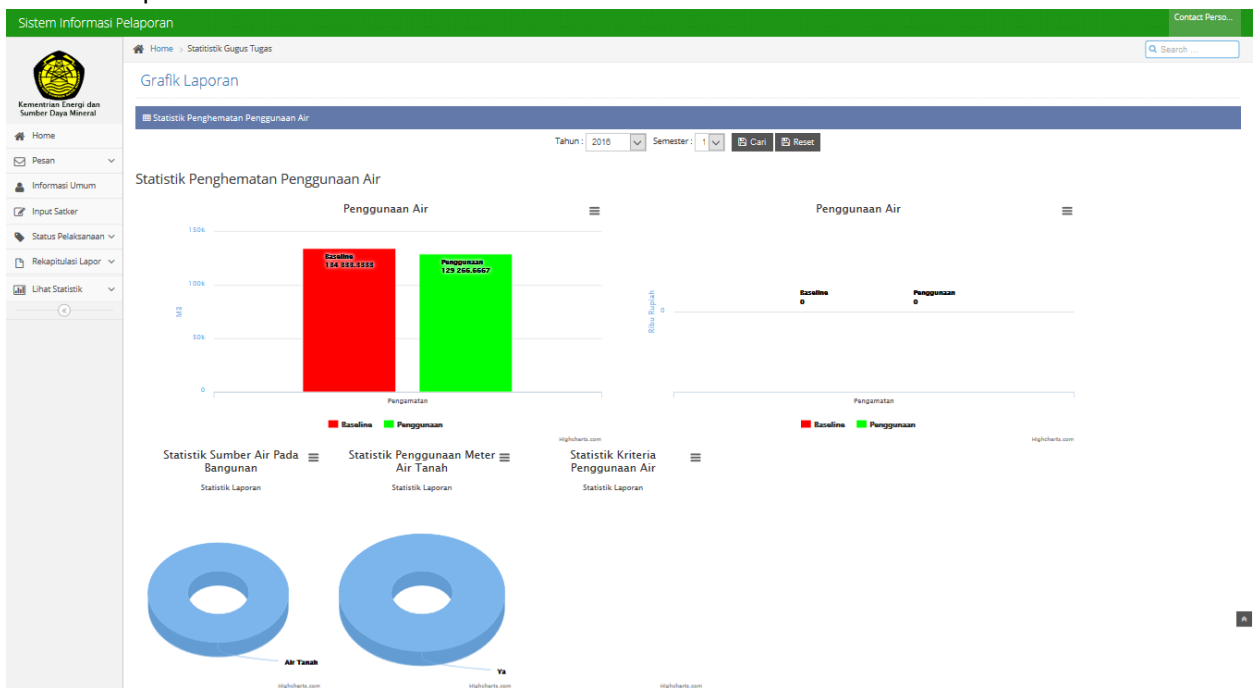 Sistem Informasi Pelaporan
Contact Perso...
Kementrian Energi dan
Sumber Daya Mineral
Home
Pesan
Informasi Umum
Input Satker
Status Pelaksanaan
Rekapitulasi Lapor
Lihat Statistik
Home > Statitistik Gugus Tugas
Search ...
Grafik Laporan
Statistik Penghematan Penggunaan Air
Tahun : 2016 Semester : 1 Cari Reset
Statistik Penghematan Penggunaan Air
Penggunaan Air
150k
100k
50k
0
M3
Baseline
Penggunaan
129 266.6667
Pengamatan
Baseline Penggunaan
Highcharts.com
Penggunaan Air
Ribu Rupiah
0
Baseline
0
Penggunaan
0
Pengamatan
Baseline Penggunaan
Highcharts.com
Statistik Sumber Air Pada
Bangunan
Statistik Laporan
Air Tanah
Highcharts.com
Statistik Penggunaan Meter
Air Tanah
Statistik Laporan
Ya
Highcharts.com
Statistik Kriteria
Penggunaan Air
Statistik Laporan
Highcharts.com